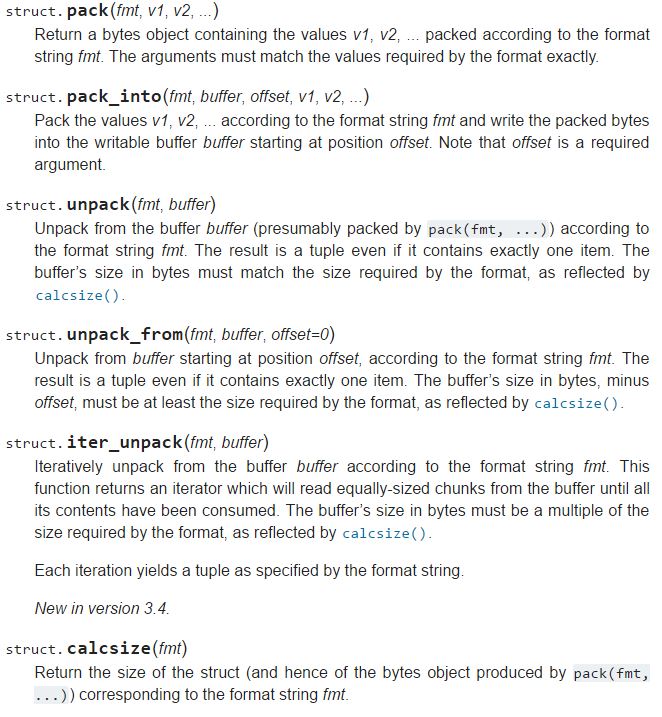 struct.pack(fmt, v1, v2, ...)
Return a bytes object containing the values v1, v2, ... packed according to the format
string fmt. The arguments must match the values required by the format exactly.
struct.pack_into(fmt, buffer, offset, v1, v2, ...)
Pack the values v1, v2, ... according to the format string fmt and write the packed bytes
into the writable buffer buffer starting at position offset. Note that offset is a required
argument.
struct.unpack(fmt, buffer)
Unpack from the buffer buffer (presumably packed by pack(fmt, ...)) according to
the format string fmt. The result is a tuple even if it contains exactly one item. The
buffer’s size in bytes must match the size required by the format, as reflected by
calcsize().
struct.unpack_from(fmt, buffer, offset=0)
Unpack from buffer starting at position offset, according to the format string fmt. The
result is a tuple even if it contains exactly one item. The buffer’s size in bytes, minus
offset, must be at least the size required by the format, as reflected by calcsize().
struct.iter_unpack(fmt, buffer)
Iteratively unpack from the buffer buffer according to the format string fmt. This
function returns an iterator which will read equally-sized chunks from the buffer until all
its contents have been consumed. The buffer’s size in bytes must be a multiple of the
size required by the format, as reflected by calcsize().
Each iteration yields a tuple as specified by the format string.
New in version 3.4.
struct.calcsize(fmt)
Return the size of the struct (and hence of the bytes object produced by pack(fmt,
...)) corresponding to the format string fmt.